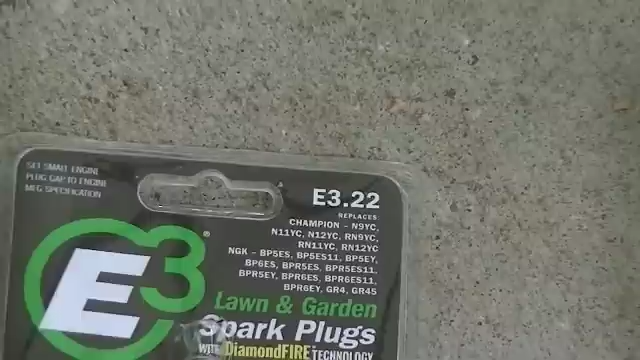 SET SMALL ENGINE
PLUG GAP TO ENGINE
MFG SPECIFICATION
E3.22
REPLACES:
CHAMPION – N9YC,
N11YC, N12YC, RN9YC,
RN11YC, RN12YC
NGK – BP5ES, BP5ES11, BP5EY,
BP6ES, BPR5ES, BPR5ES11,
BPR5EY, BPR6ES, BPR6ES11,
BPR6EY, GR4, GR45
E3®
Lawn & Garden
Spark Plugs
WITH DiamondFIRE TECHNOLOGY